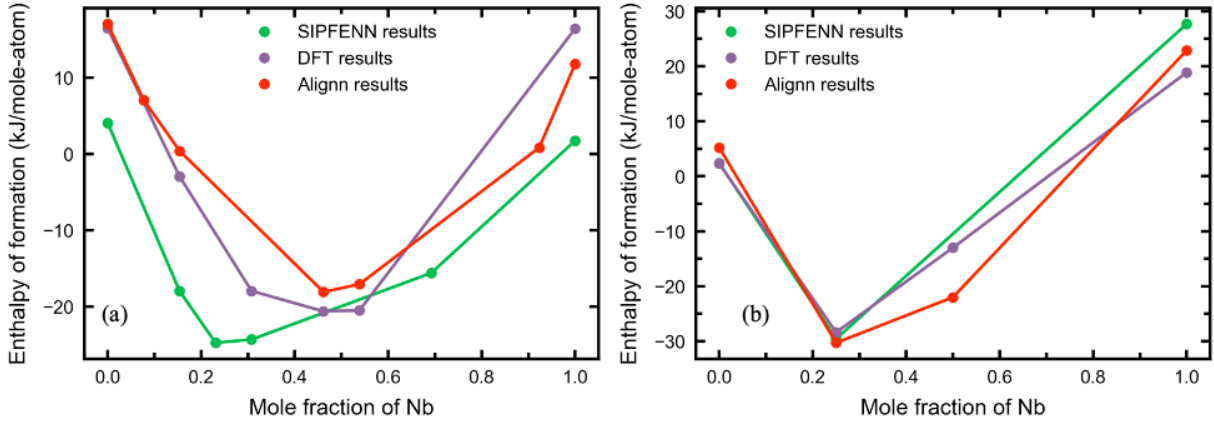 SIPFENN results
DFT results
Alignn results
10
0
−10
−20
(a)
0.0
0.2
0.4
0.6
0.8
1.0
Mole fraction of Nb
Enthalpy of formation (kJ/mole-atom)
SIPFENN results
DFT results
Alignn results
30
20
10
0
−10
−20
−30
(b)
0.0
0.2
0.4
0.6
0.8
1.0
Mole fraction of Nb
Enthalpy of formation (kJ/mole-atom)